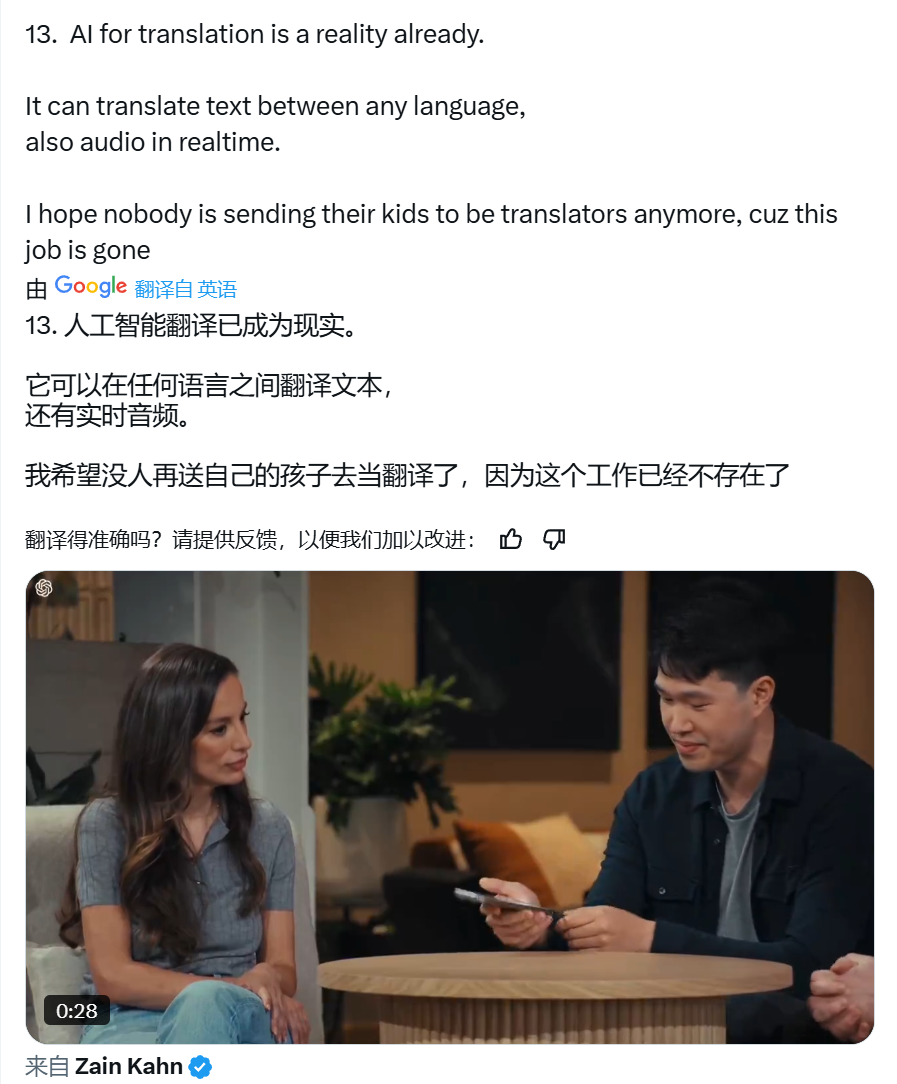 13.  AI for translation is a reality already.
It can translate text between any language,
also audio in realtime.
I hope nobody is sending their kids to be translators anymore, cuz this
job is gone
由 Google 翻译自 英语
13. 人工智能翻译已成为现实。
它可以在任何语言之间翻译文本，
还有实时音频。
我希望没人再送自己的孩子去当翻译了，因为这个工作已经不存在了
翻译得准确吗？请提供反馈，以便我们加以改进：
0:28
来自 Zain Kahn